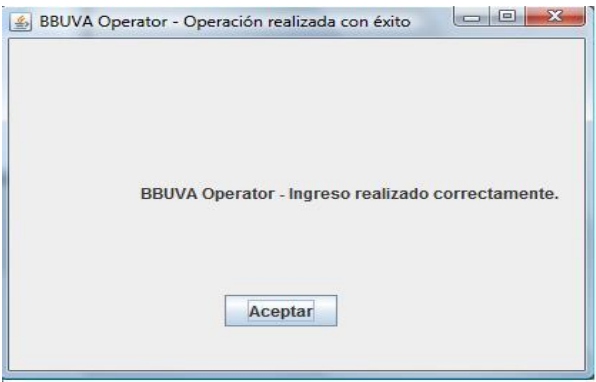 BBUVA Operator - Operación realizada con éxito
BBUVA Operator - Ingreso realizado correctamente.
Aceptar